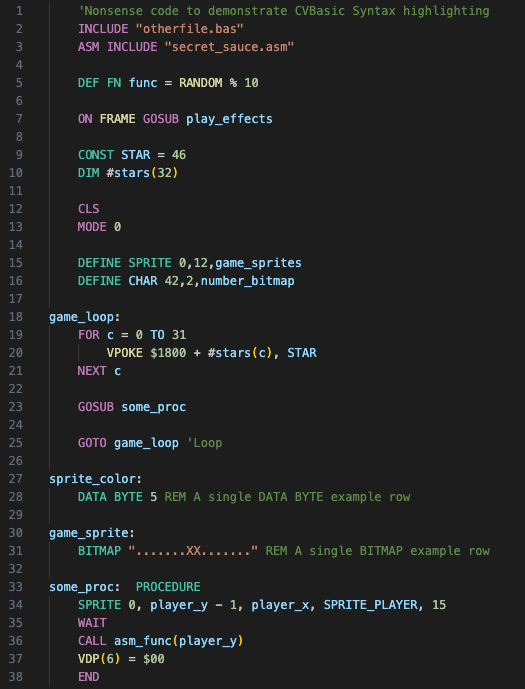 1 'Nonsense code to demonstrate CVBasic Syntax highlighting
2 INCLUDE "otherfile.bas"
3 ASM INCLUDE "secret_sauce.asm"
4
5 DEF FN func = RANDOM % 10
6
7 ON FRAME GOSUB play_effects
8
9 CONST STAR = 46
10 DIM #stars(32)
11
12 CLS
13 MODE 0
14
15 DEFINE SPRITE 0,12,game_sprites
16 DEFINE CHAR 42,2,number_bitmap
17
18 game_loop:
19 FOR c = 0 TO 31
20 VPOKE $1800 + #stars(c), STAR
21 NEXT c
22
23 GOSUB some_proc
24
25 GOTO game_loop 'Loop
26
27 sprite_color:
28 DATA BYTE 5 REM A single DATA BYTE example row
29
30 game_sprite:
31 BITMAP ".......XX......." REM A single BITMAP example row
32
33 some_proc: PROCEDURE
34 SPRITE 0, player_y - 1, player_x, SPRITE_PLAYER, 15
35 WAIT
36 CALL asm_func(player_y)
37 VDP(6) = $00
38 END